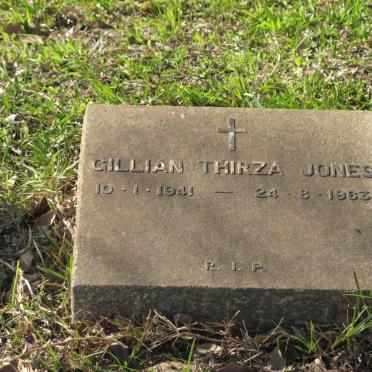 GILLIAN THIRZA JONES
10·1·1941 — 24·8·1963
R.I.P.